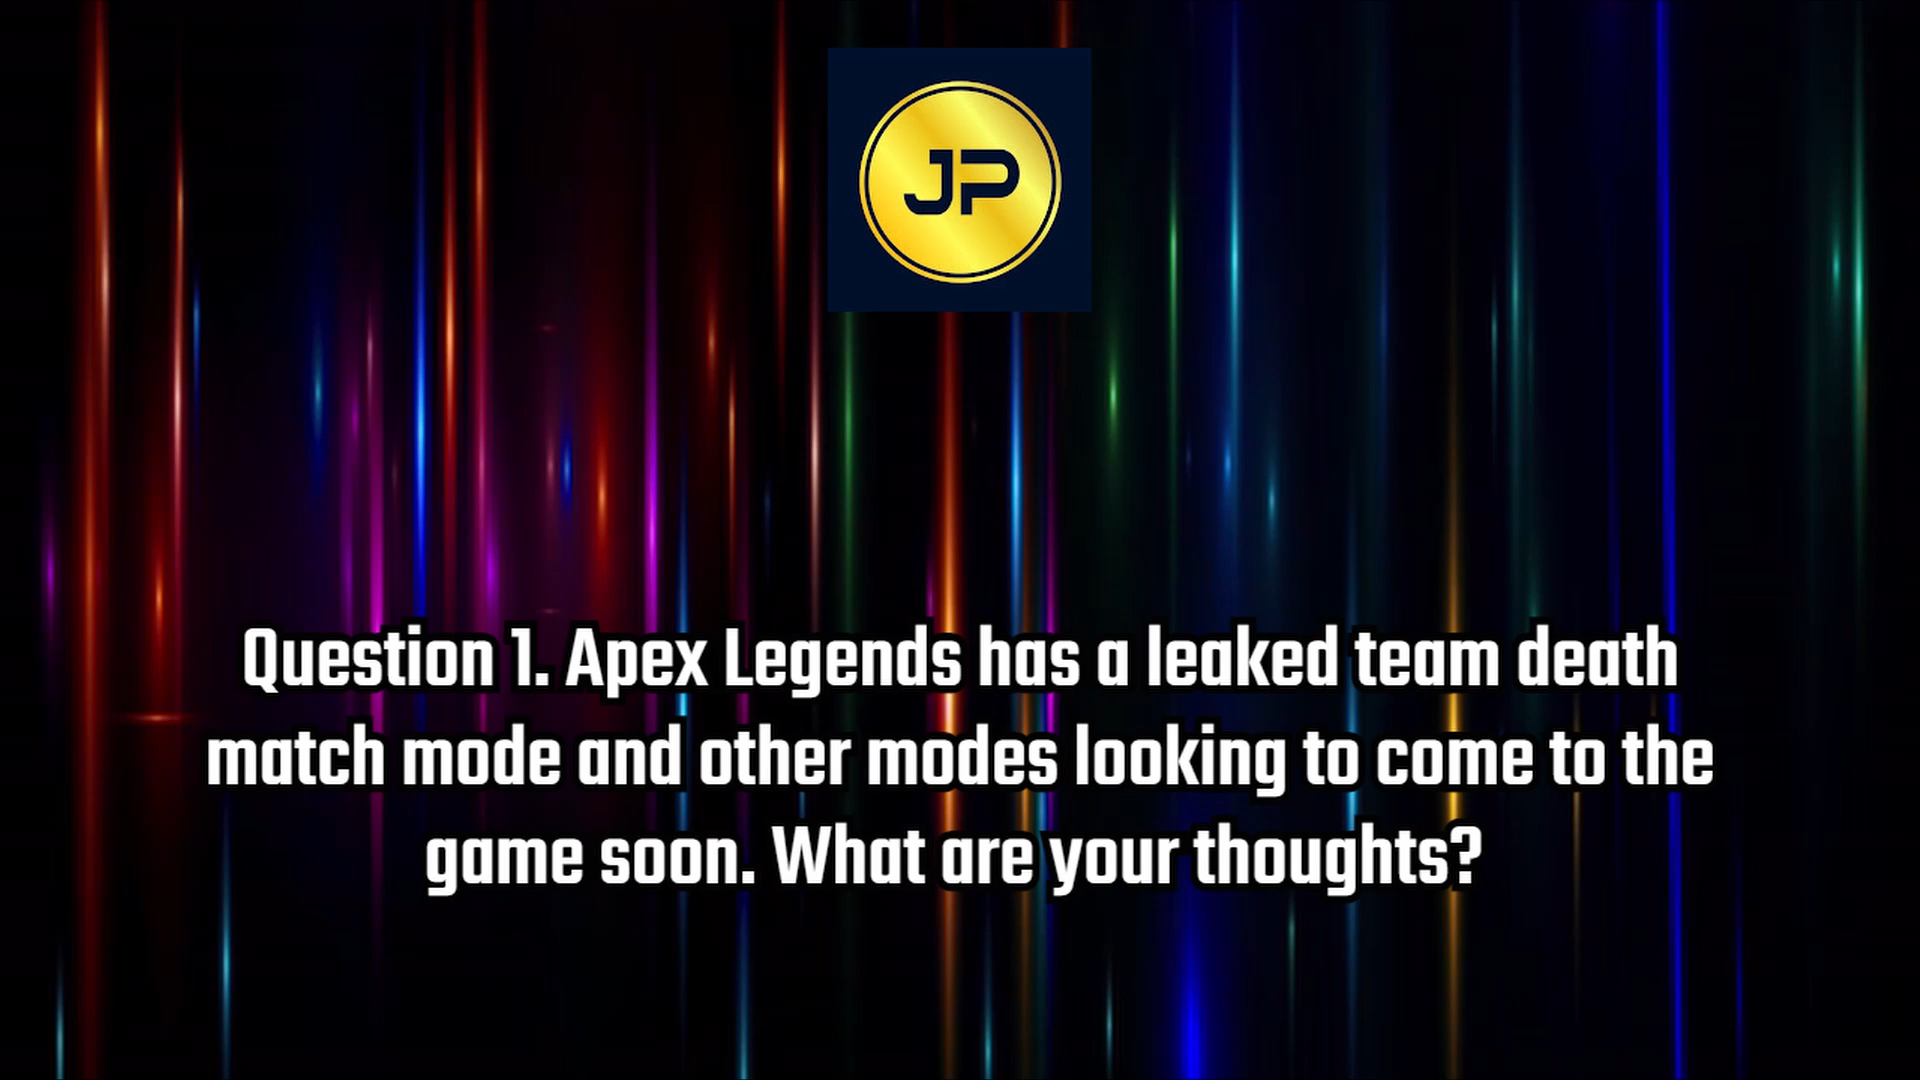 JP
Question 1. Apex Legends has a leaked team death
match mode and other modes looking to come to the
game soon. What are your thoughts?